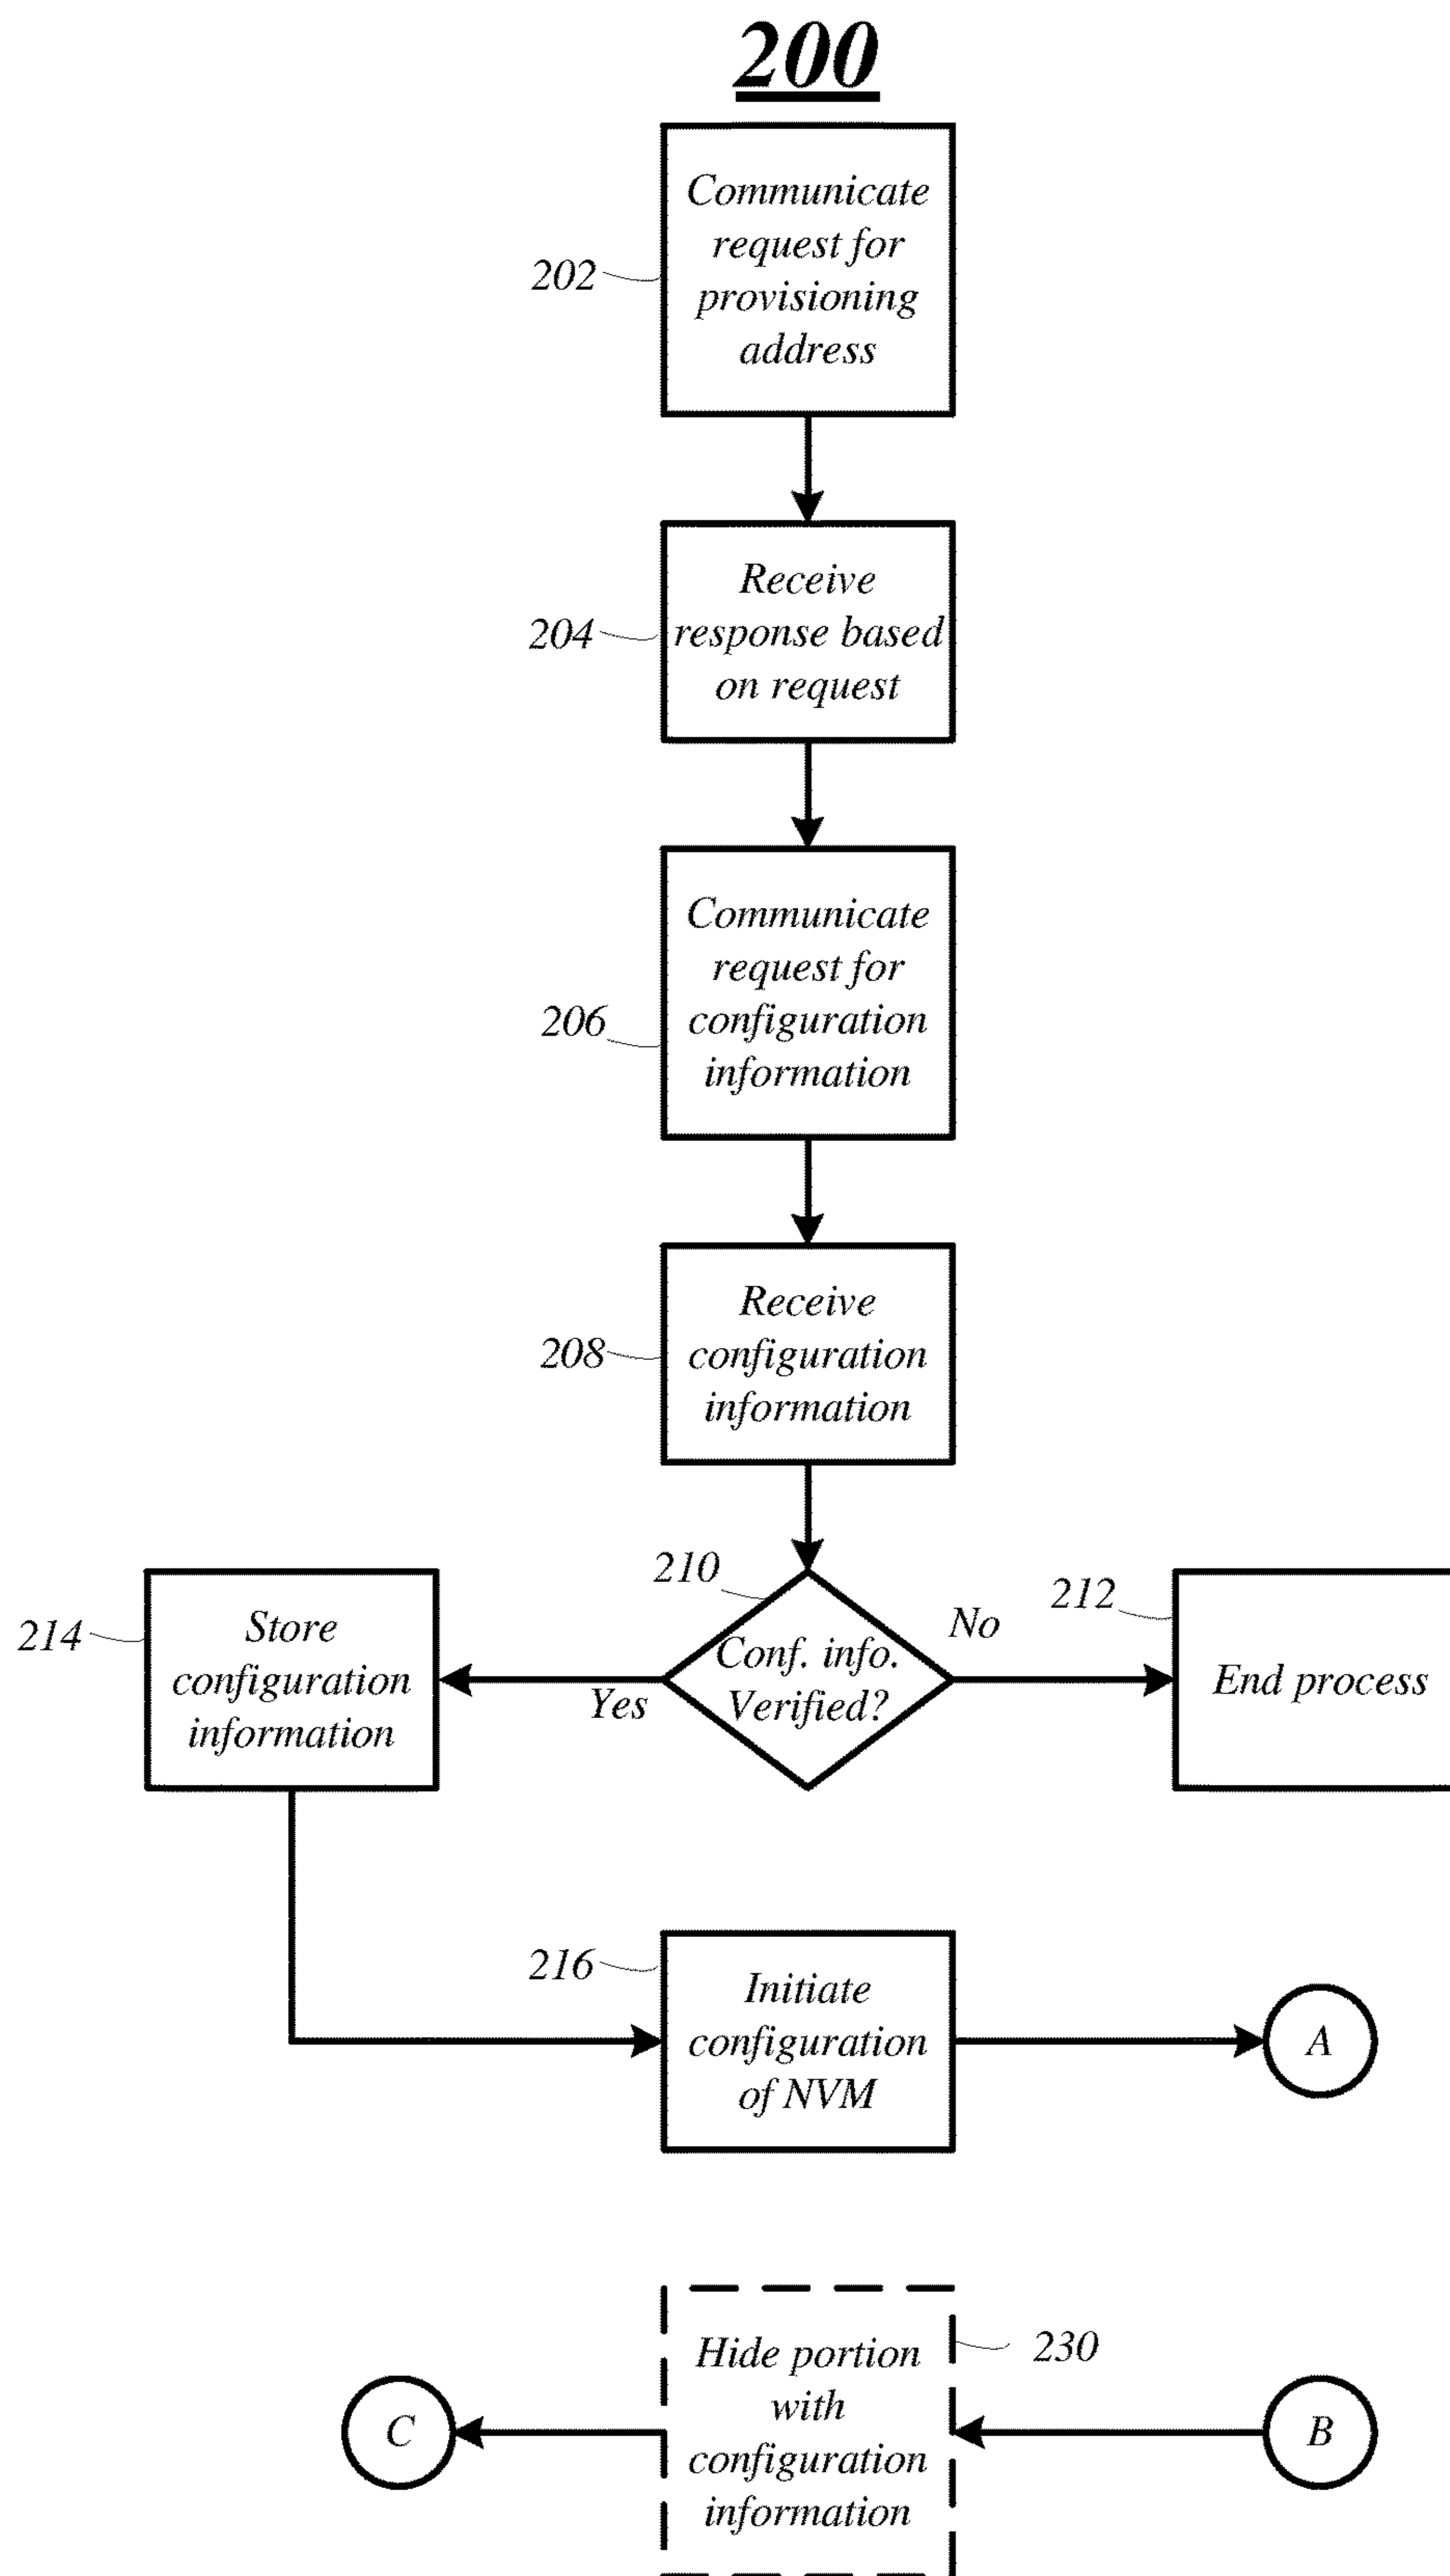 200
202
Communicate
request for
provisioning
address
204
Receive
response based
on request
206
Communicate
request for
configuration
information
208
Receive
configuration
information
210
Conf. info.
Verified?
Yes
No
212
End process
214
Store
configuration
information
216
Initiate
configuration
of NVM
A
230
Hide portion
with
configuration
information
C
B